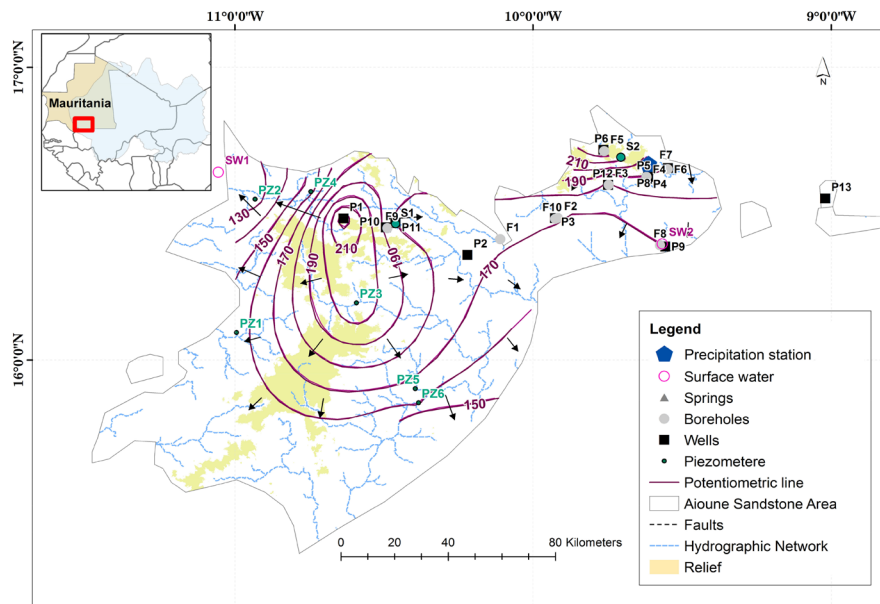 11°0'0"W 10°0'0"W 9°0'0"W
17°0'0"N
16°0'0"N
Mauritania
N
SW1
PZ2
PZ4
P1
P10
F9
S1
P11
P2
F1
PZ3
PZ1
PZ5
PZ6
P6 F5
S2
F7
P5
F4
F6
P12 F3
P8 P4
F10 F2
P3
F8
SW2
P9
P13
130
150
170
190
210
190
170
150
210
190
Legend
Precipitation station
Surface water
Springs
Boreholes
Wells
Piezometere
Potentiometric line
Aioune Sandstone Area
Faults
Hydrographic Network
Relief
0 20 40 60 80 Kilometers